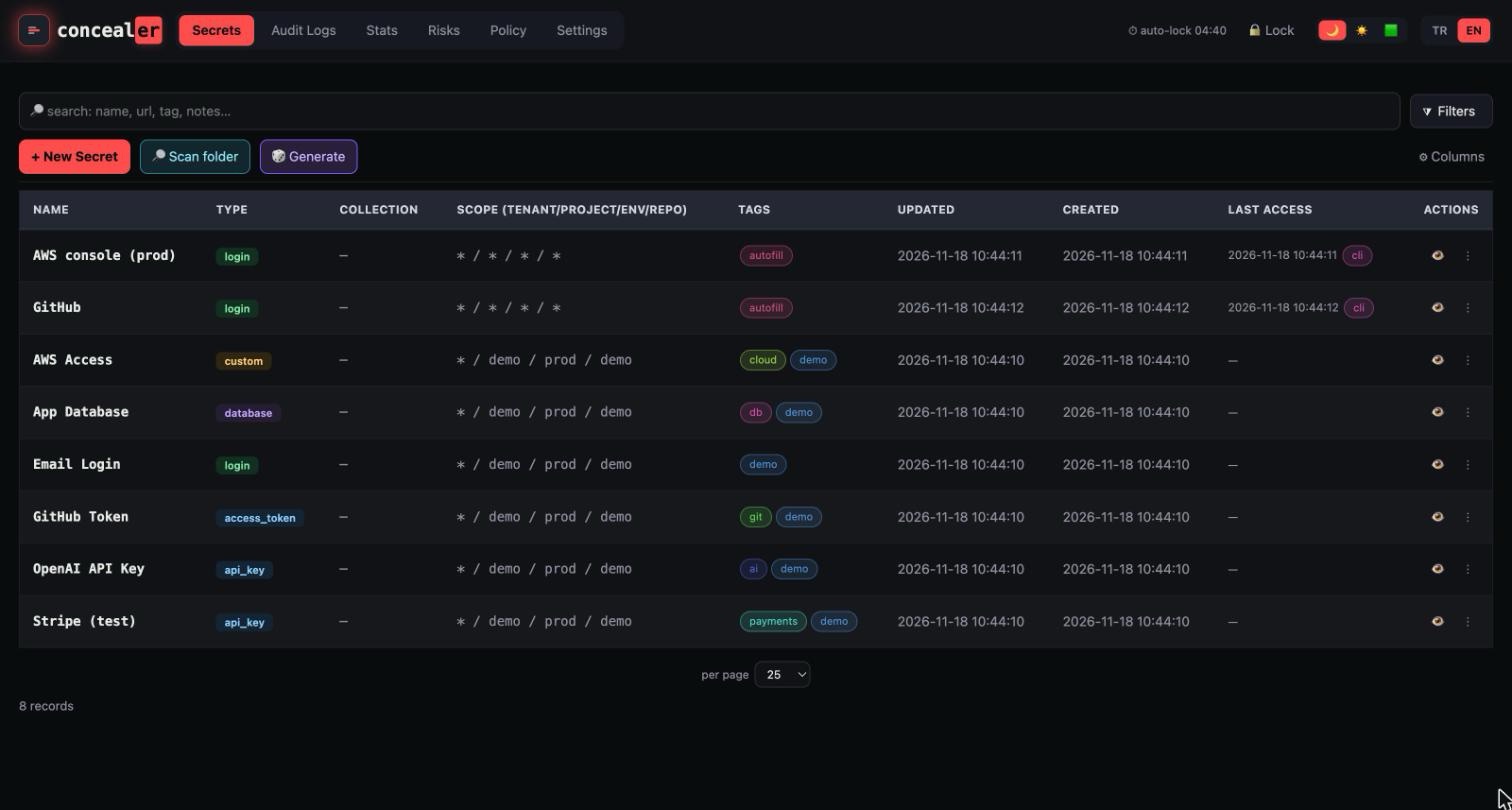 concealer Secrets Audit Logs Stats Risks Policy Settings auto-lock 04:40 Lock TR EN
search: name, url, tag, notes... Filters
+ New Secret Scan folder Generate Columns
NAME TYPE COLLECTION SCOPE (TENANT/PROJECT/ENV/REPO) TAGS UPDATED CREATED LAST ACCESS ACTIONS
AWS console (prod) login — * / * / * / * autofill 2026-11-18 10:44:11 2026-11-18 10:44:11 2026-11-18 10:44:11 cli
GitHub login — * / * / * / * autofill 2026-11-18 10:44:12 2026-11-18 10:44:12 2026-11-18 10:44:12 cli
AWS Access custom — * / demo / prod / demo cloud demo 2026-11-18 10:44:10 2026-11-18 10:44:10 —
App Database database — * / demo / prod / demo db demo 2026-11-18 10:44:10 2026-11-18 10:44:10 —
Email Login login — * / demo / prod / demo demo 2026-11-18 10:44:10 2026-11-18 10:44:10 —
GitHub Token access_token — * / demo / prod / demo git demo 2026-11-18 10:44:10 2026-11-18 10:44:10 —
OpenAI API Key api_key — * / demo / prod / demo ai demo 2026-11-18 10:44:10 2026-11-18 10:44:10 —
Stripe (test) api_key — * / demo / prod / demo payments demo 2026-11-18 10:44:10 2026-11-18 10:44:10 —
per page 25
8 records